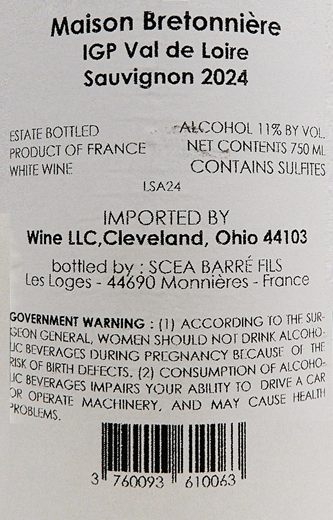 Maison Bretonnière
IGP Val de Loire
Sauvignon 2024
ESTATE BOTTLED ALCOHOL 11% BY VOL.
PRODUCT OF FRANCE NET CONTENTS 750 ML
WHITE WINE CONTAINS SULFITES
LSA24
IMPORTED BY
Wine LLC,Cleveland, Ohio 44103
bottled by : SCEA BARRÉ FILS
Les Loges - 44690 Monnières - France
GOVERNMENT WARNING : (1) ACCORDING TO THE SUR-
GEON GENERAL, WOMEN SHOULD NOT DRINK ALCOHO-
LIC BEVERAGES DURING PREGNANCY BECAUSE OF THE
RISK OF BIRTH DEFECTS. (2) CONSUMPTION OF ALCOHO-
LIC BEVERAGES IMPAIRS YOUR ABILITY TO DRIVE A CAR
OR OPERATE MACHINERY, AND MAY CAUSE HEALTH
PROBLEMS.
3 760093 610063